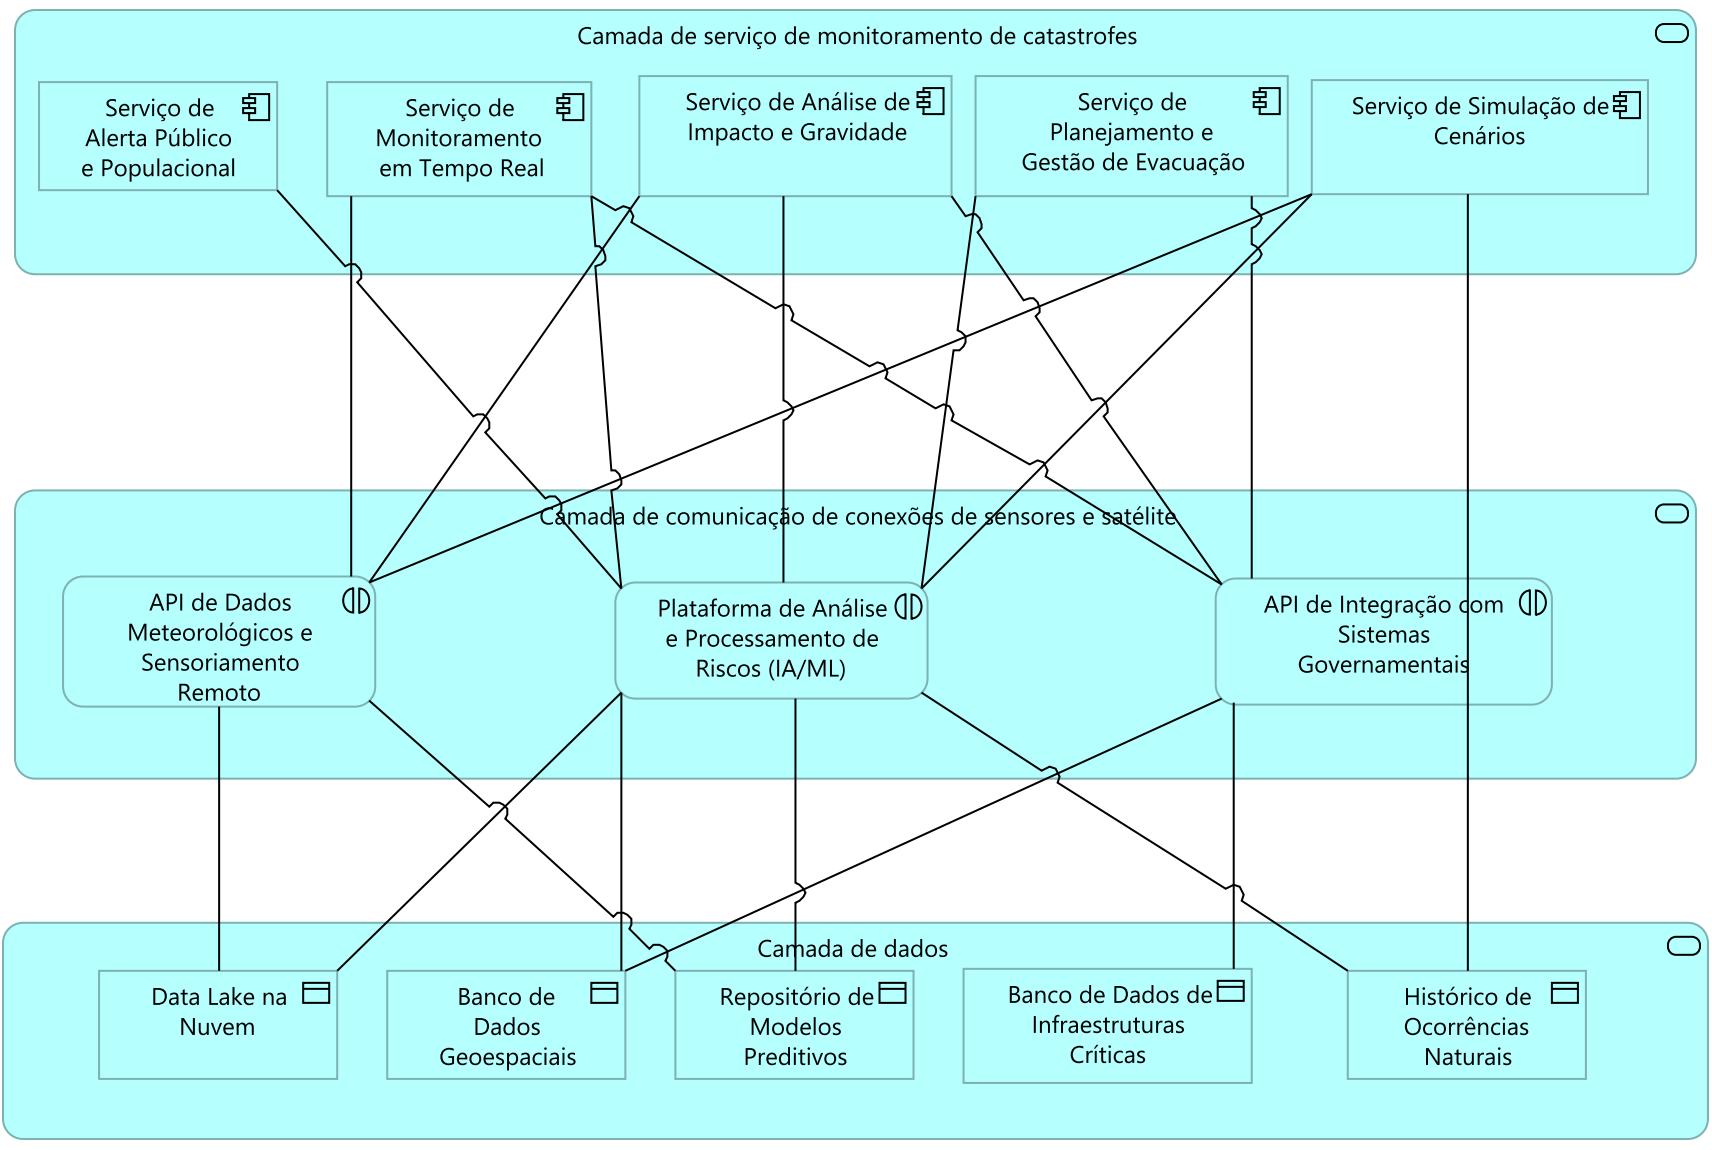 Camada de serviço de monitoramento de catastrofes
Serviço de
Alerta Público
e Populacional
Serviço de
Monitoramento
em Tempo Real
Serviço de Análise de
Impacto e Gravidade
Serviço de
Planejamento e
Gestão de Evacuação
Serviço de Simulação de
Cenários
Camada de comunicação de conexões de sensores e satélite
API de Dados
Meteorológicos e
Sensoriamento
Remoto
Plataforma de Análise
e Processamento de
Riscos (IA/ML)
API de Integração com
Sistemas
Governamentais
Camada de dados
Data Lake na
Nuvem
Banco de
Dados
Geoespaciais
Repositório de
Modelos
Preditivos
Banco de Dados de
Infraestruturas
Críticas
Histórico de
Ocorrências
Naturais